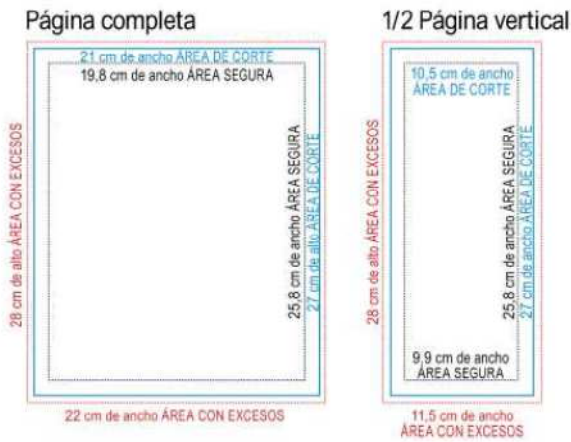 Página completa
21 cm de ancho ÁREA DE CORTE
19,8 cm de ancho ÁREA SEGURA
28 cm de alto ÁREA CON EXCESOS
25,8 cm de ancho ÁREA SEGURA
27 cm de alto ÁREA DE CORTE
22 cm de ancho ÁREA CON EXCESOS
1/2 Página vertical
10,5 cm de ancho
ÁREA DE CORTE
28 cm de alto ÁREA CON EXCESOS
25,8 cm de ancho ÁREA SEGURA
27 cm de alto ÁREA DE CORTE
9,9 cm de ancho
ÁREA SEGURA
11,5 cm de ancho
ÁREA CON EXCESOS